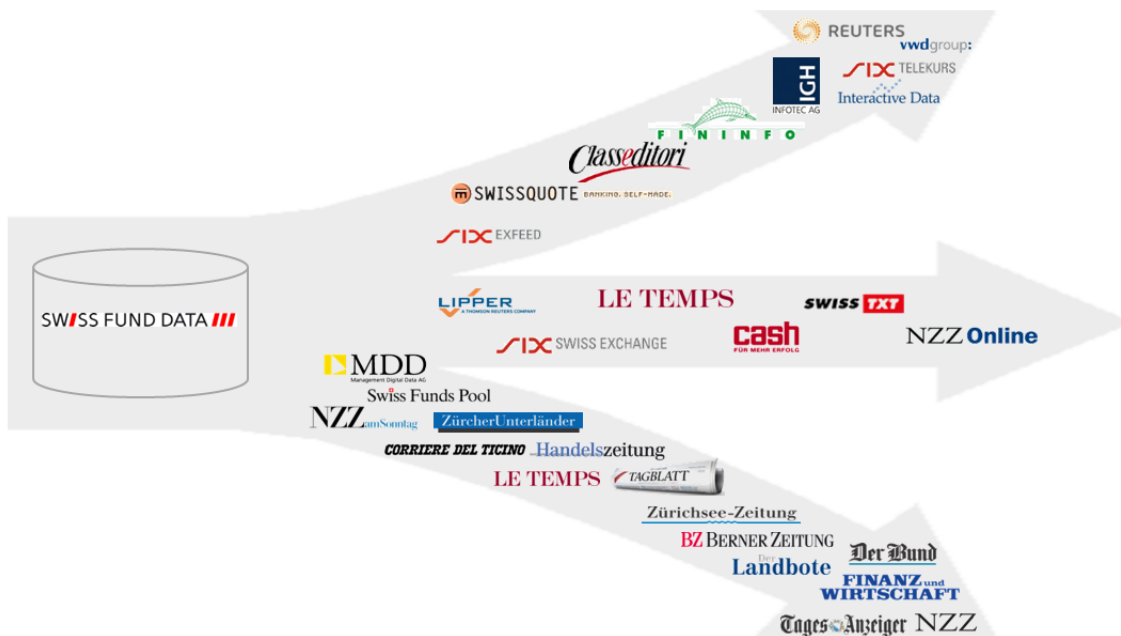 REUTERS
vwdgroup:
IGH
INFOTEC AG
SIX TELEKURS
Interactive Data
FININFO
Classeditori
SWISSQUOTE BANKING. SELF-MADE.
SIX EXFEED
SWISS FUND DATA
LIPPER
A THOMSON REUTERS COMPANY
LE TEMPS
SWISS TXT
SIX SWISS EXCHANGE
cash
FÜR MEHR ERFOLG
NZZ Online
MDD
Management Digital Data AG
Swiss Funds Pool
NZZ amSonntag
ZürcherUnterländer
CORRIERE DEL TICINO
Handelszeitung
LE TEMPS
TAGBLATT
Zürichsee-Zeitung
BZ BERNER ZEITUNG
Der Bund
Der
Landbote
FINANZ und
WIRTSCHAFT
Tages Anzeiger
NZZ